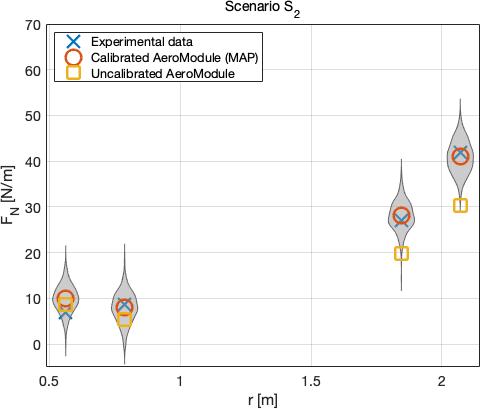 Scenario S2
Experimental data
Calibrated AeroModule (MAP)
Uncalibrated AeroModule
FN [N/m]
70
60
50
40
30
20
10
0
0.5 1 1.5 2
r [m]